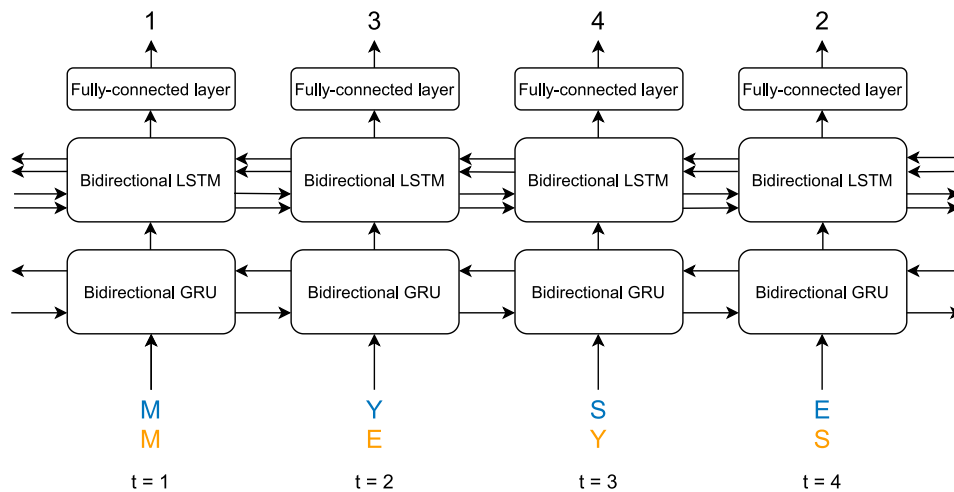 1 3 4 2
Fully-connected layer Fully-connected layer Fully-connected layer Fully-connected layer
Bidirectional LSTM Bidirectional LSTM Bidirectional LSTM Bidirectional LSTM
Bidirectional GRU Bidirectional GRU Bidirectional GRU Bidirectional GRU
M Y S E
M E Y S
t = 1 t = 2 t = 3 t = 4